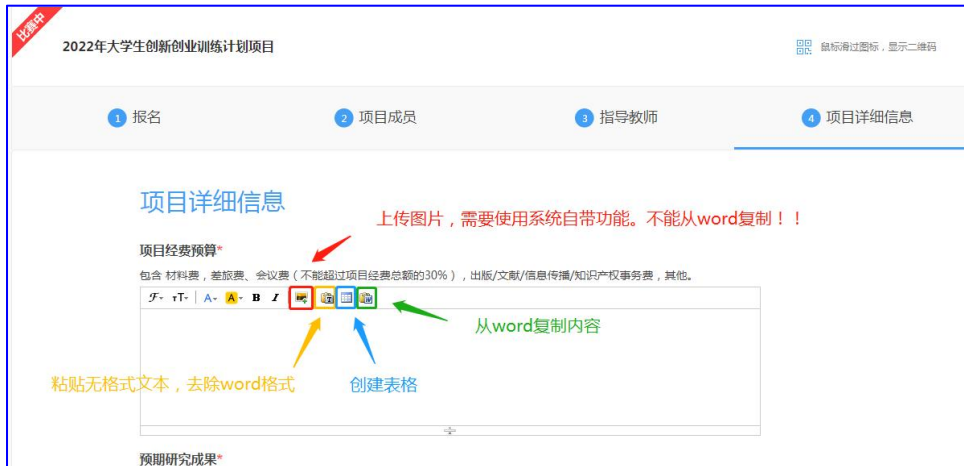 比赛中
2022年大学生创新创业训练计划项目
鼠标滑过图标，显示二维码
1 报名
2 项目成员
3 指导教师
4 项目详细信息
项目详细信息
上传图片，需要使用系统自带功能。不能从word复制！！
项目经费预算*
包含 材料费，差旅费、会议费（不能超过项目经费总额的30%），出版/文献/信息传播/知识产权事务费，其他。
F TT A A B I
从word复制内容
粘贴无格式文本，去除word格式
创建表格
预期研究成果*